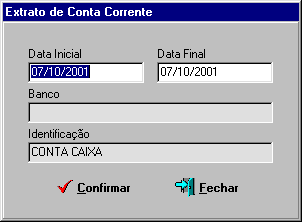 Extrato de Conta Corrente
Data Inicial Data Final
07/10/2001 07/10/2001
Banco
Identificação
CONTA CAIXA
Confirmar Fechar